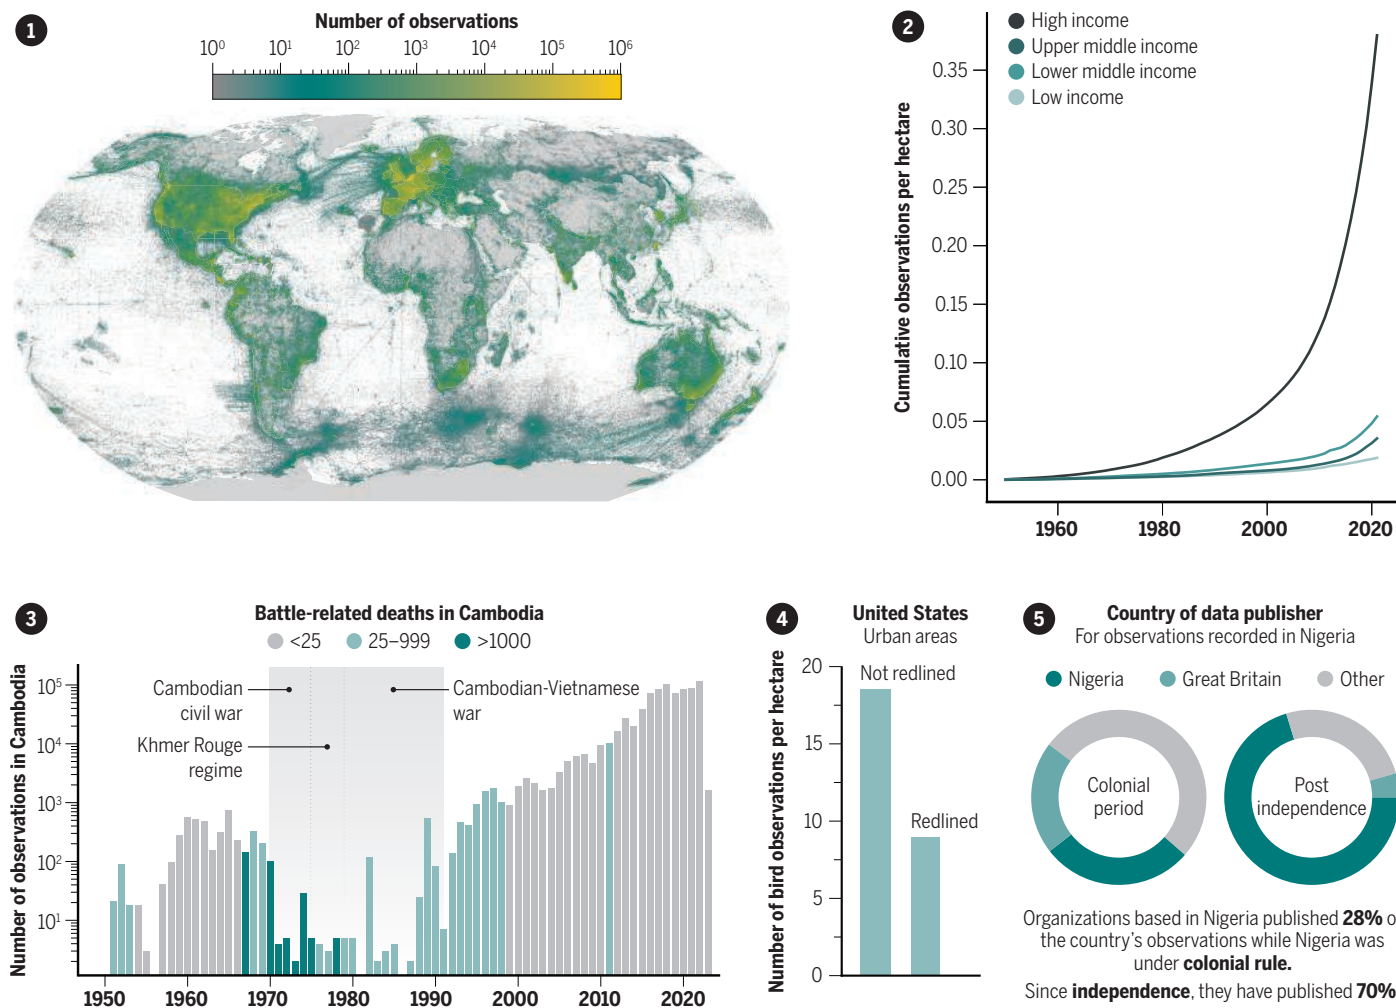 1
Number of observations
10⁰ 10¹ 10² 10³ 10⁴ 10⁵ 10⁶
2
High income
Upper middle income
Lower middle income
Low income
Cumulative observations per hectare
0.35
0.30
0.25
0.20
0.15
0.10
0.05
0.00
1960 1980 2000 2020
3
Battle-related deaths in Cambodia
<25 25–999 >1000
Number of observations in Cambodia
10⁵
10⁴
10³
10²
10¹
Cambodian
civil war
Khmer Rouge
regime
Cambodian-Vietnamese
war
1950 1960 1970 1980 1990 2000 2010 2020
4
United States
Urban areas
Number of bird observations per hectare
20
15
10
5
0
Not redlined
Redlined
5
Country of data publisher
For observations recorded in Nigeria
Nigeria Great Britain Other
Colonial
period
Post
independence
Organizations based in Nigeria published 28% o
the country's observations while Nigeria was
under colonial rule.
Since independence, they have published 70%